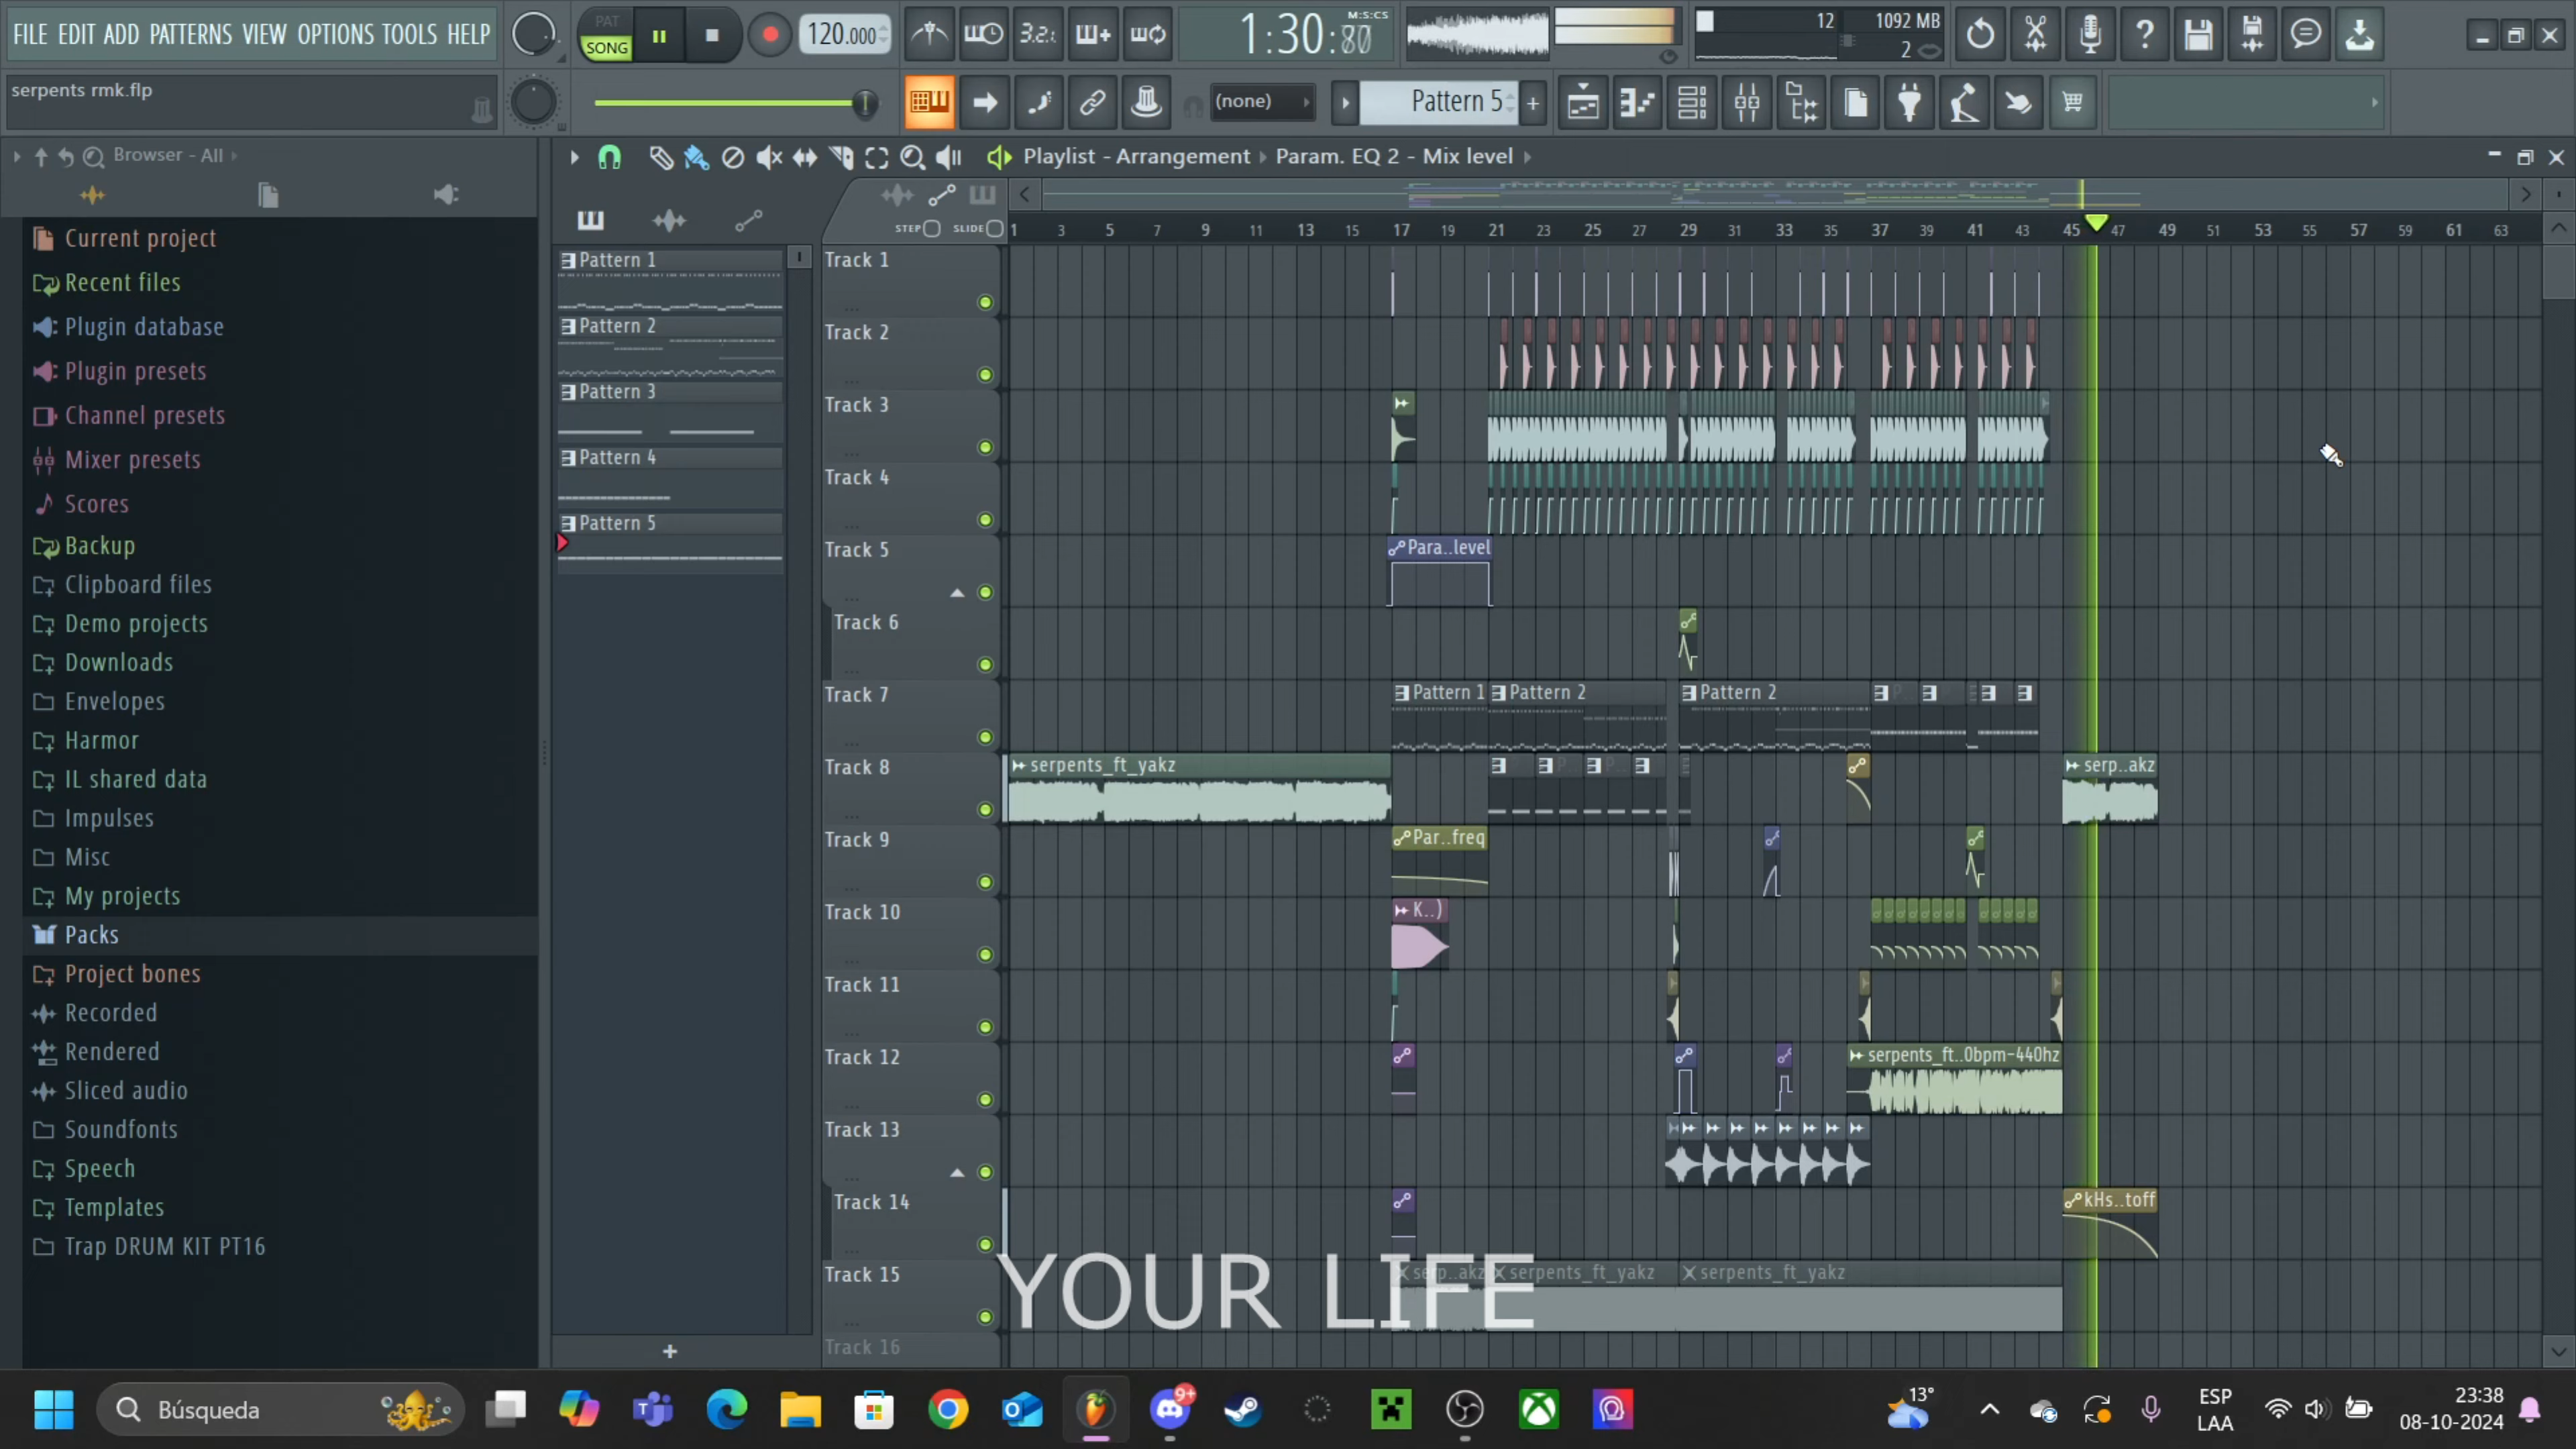 FILE EDIT ADD PATTERNS VIEW OPTIONS TOOLS HELP
PAT
SONG
120.000
3.2.1
1:30:80
M:S:CS
12
1092 MB
2
serpents rmk.flp
(none)
Pattern 5
+
Browser - All
Playlist - Arrangement
Param. EQ 2 - Mix level
STEP
SLIDE
1 3 5 7 9 11 13 15 17 19 21 23 25 27 29 31 33 35 37 39 41 43 45 47 49 51 53 55 57 59 61 63
Current project
Recent files
Plugin database
Plugin presets
Channel presets
Mixer presets
Scores
Backup
Clipboard files
Demo projects
Downloads
Envelopes
Harmor
IL shared data
Impulses
Misc
My projects
Packs
Project bones
Recorded
Rendered
Sliced audio
Soundfonts
Speech
Templates
Trap DRUM KIT PT16
Pattern 1
Pattern 2
Pattern 3
Pattern 4
Pattern 5
+
Track 1
Track 2
Track 3
Track 4
Track 5
Para..level
Track 6
Track 7
Pattern 1
Pattern 2
Pattern 2
Track 8
serpents_ft_yakz
serp..akz
Track 9
Par..freq
Track 10
K..)
Track 11
Track 12
serpents_ft..0bpm-440hz
Track 13
Track 14
kHs..toff
Track 15
serp..akz
serpents_ft_yakz
serpents_ft_yakz
Track 16
YOUR LIFE
Búsqueda
9+
13°
ESP
LAA
23:38
08-10-2024